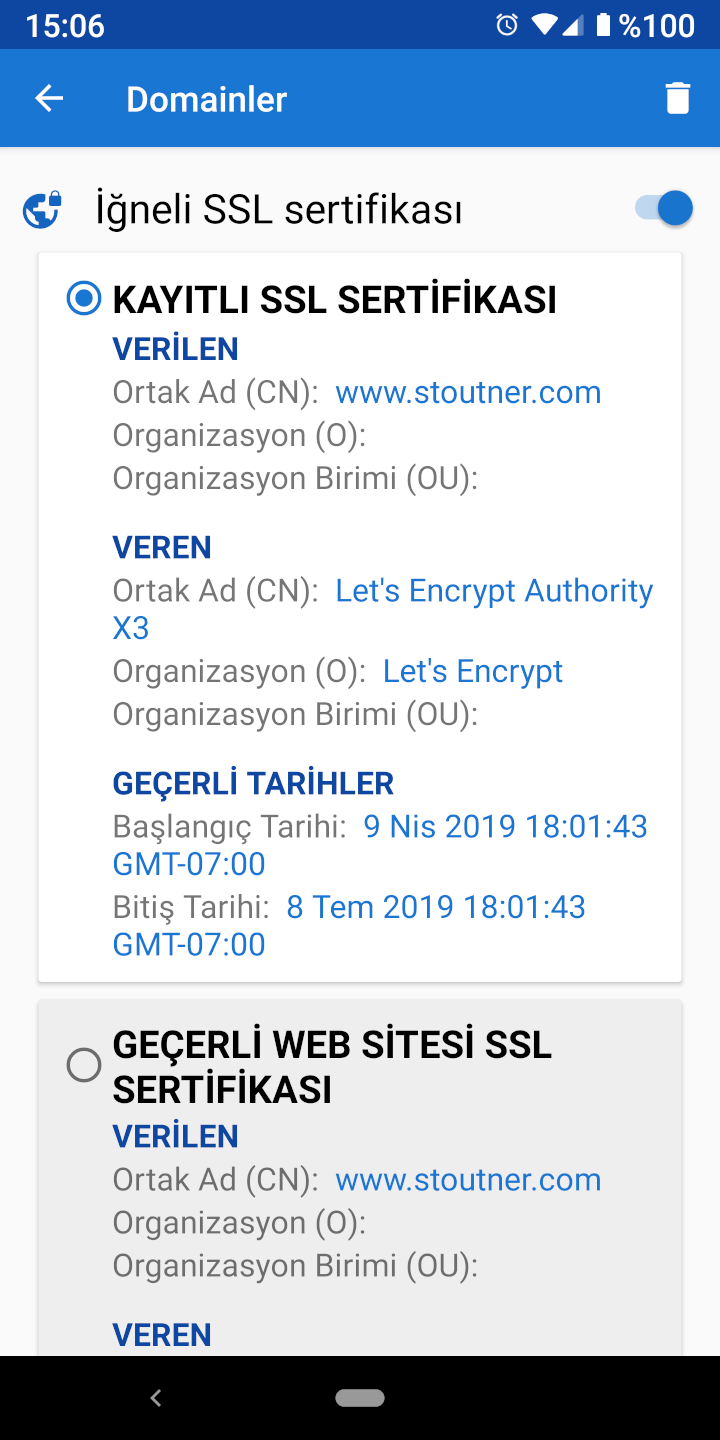 15:06
%100
Domainler
İğneli SSL sertifikası
KAYITLI SSL SERTİFİKASI
VERİLEN
Ortak Ad (CN): www.stoutner.com
Organizasyon (O):
Organizasyon Birimi (OU):
VEREN
Ortak Ad (CN): Let's Encrypt Authority
X3
Organizasyon (O): Let's Encrypt
Organizasyon Birimi (OU):
GEÇERLİ TARİHLER
Başlangıç Tarihi: 9 Nis 2019 18:01:43
GMT-07:00
Bitiş Tarihi: 8 Tem 2019 18:01:43
GMT-07:00
GEÇERLİ WEB SİTESİ SSL
SERTİFİKASI
VERİLEN
Ortak Ad (CN): www.stoutner.com
Organizasyon (O):
Organizasyon Birimi (OU):
VEREN